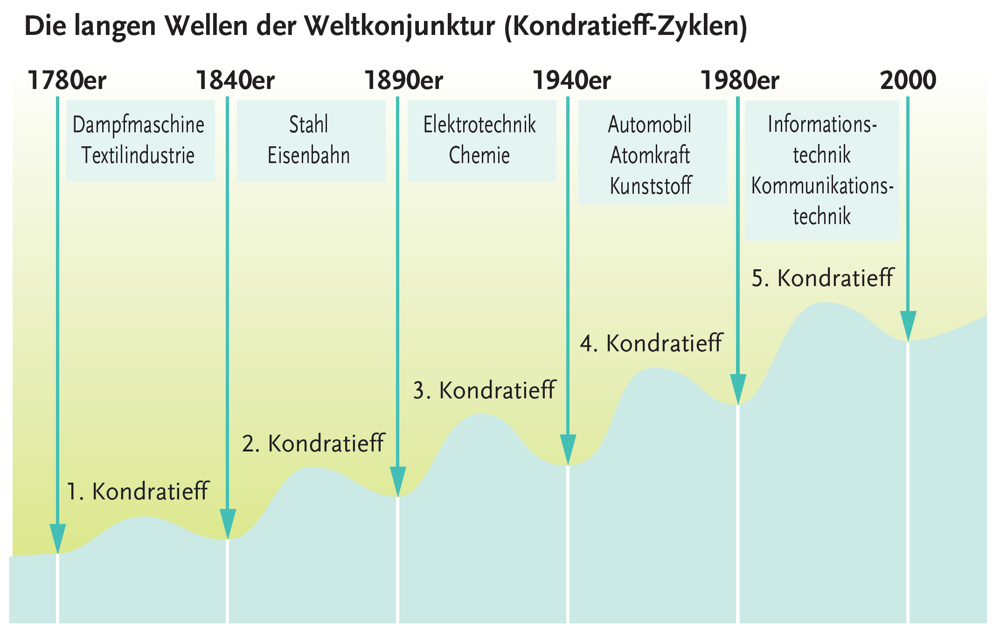 Die langen Wellen der Weltkonjunktur (Kondratieff-Zyklen)
1780er 1840er 1890er 1940er 1980er 2000
Dampfmaschine
Textilindustrie
Stahl
Eisenbahn
Elektrotechnik
Chemie
Automobil
Atomkraft
Kunststoff
Informations-
technik
Kommunikations-
technik
1. Kondratieff
2. Kondratieff
3. Kondratieff
4. Kondratieff
5. Kondratieff